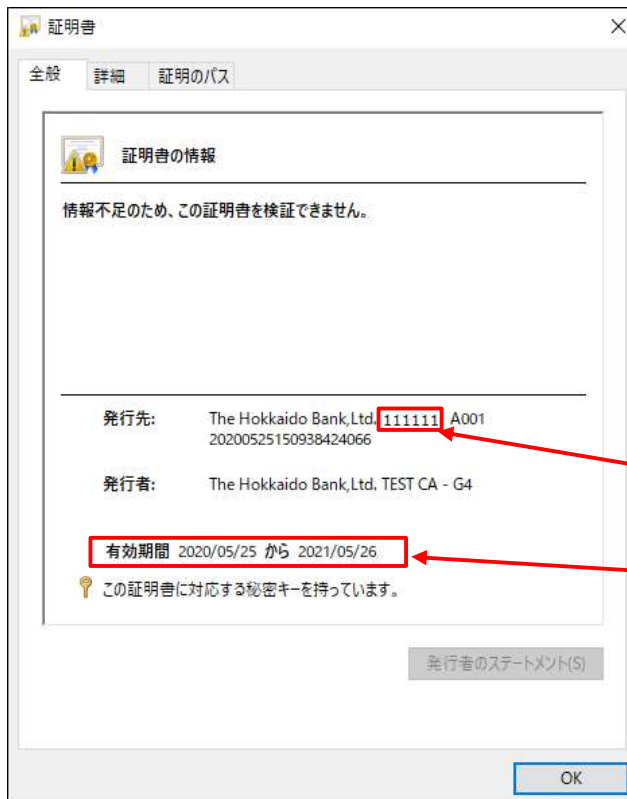 証明書
全般 詳細 証明のパス
証明書の情報
情報不足のため、この証明書を検証できません。
発行先: The Hokkaido Bank,Ltd. 111111 A001
20200525150938424066
発行者: The Hokkaido Bank,Ltd. TEST CA - G4
有効期間 2020/05/25 から 2021/05/26
この証明書に対応する秘密キーを持っています。
発行者のステートメント(S)
OK